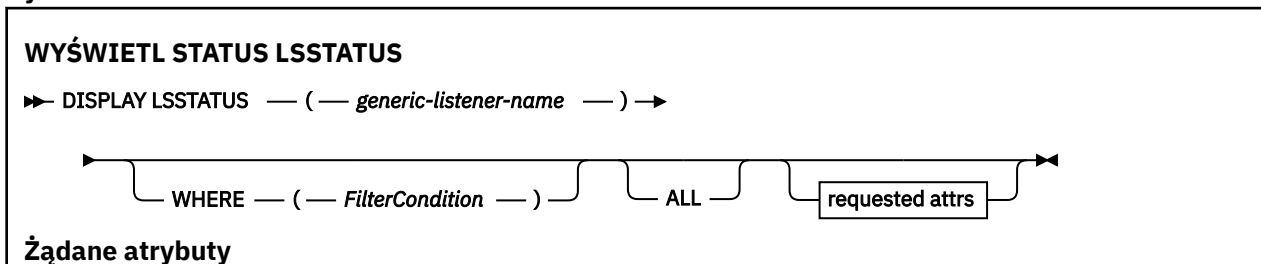 WYŚWIETL STATUS LSSTATUS
DISPLAY LSSTATUS ( generic-listener-name )
WHERE ( FilterCondition ) ALL requested attrs
Żądane atrybuty